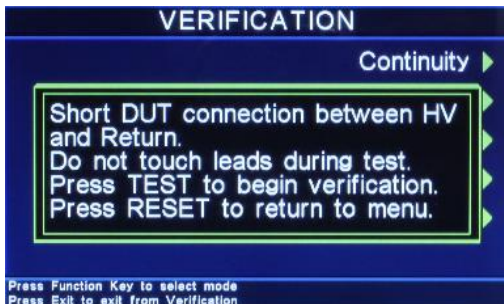 VERIFICATION
Continuity
Short DUT connection between HV
and Return.
Do not touch leads during test.
Press TEST to begin verification.
Press RESET to return to menu.
Press Function Key to select mode
Press Exit to exit from Verification